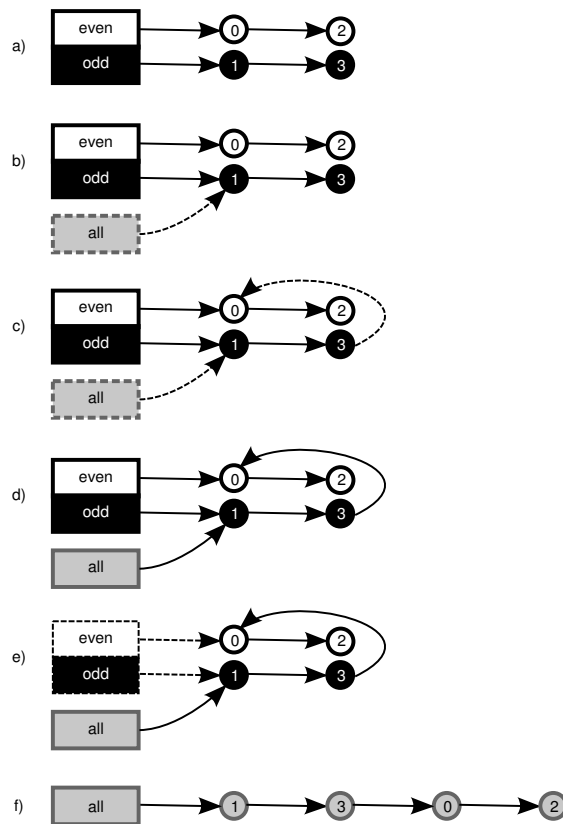 even 0 2
a)
odd 1 3
even 0 2
b)
odd 1 3
all
even 0 2
c)
odd 1 3
all
even 0 2
d)
odd 1 3
all
even 0 2
e)
odd 1 3
all
f) all 1 3 0 2